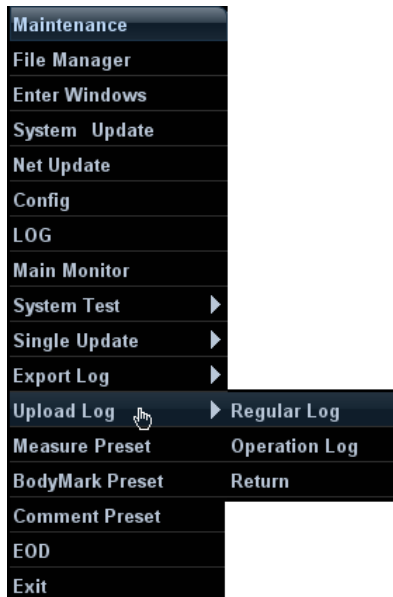 Maintenance
File Manager
Enter Windows
System Update
Net Update
Config
LOG
Main Monitor
System Test
Single Update
Export Log
Upload Log
Regular Log
Measure Preset
Operation Log
BodyMark Preset
Return
Comment Preset
EOD
Exit